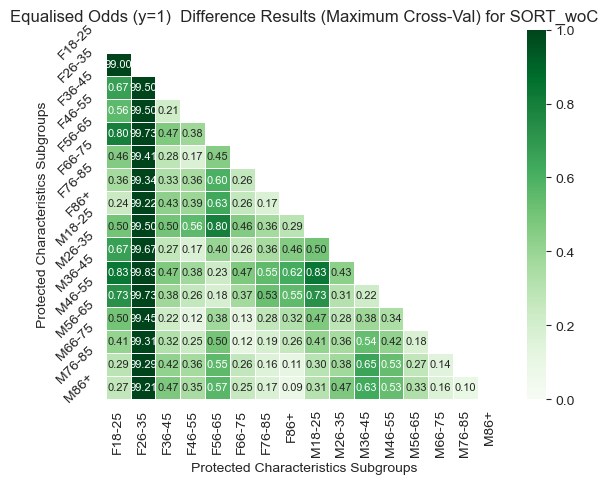 Equalised Odds (y=1)  Difference Results (Maximum Cross-Val) for SORT_woC
Protected Characteristics Subgroups
F18-25
F26-35 99.00
F36-45 0.67 99.50
F46-55 0.56 99.50 0.21
F56-65 0.80 99.73 0.47 0.38
F66-75 0.46 99.41 0.28 0.17 0.45
F76-85 0.36 99.34 0.33 0.36 0.60 0.26
F86+ 0.24 99.22 0.43 0.39 0.63 0.26 0.17
M18-25 0.50 99.50 0.50 0.56 0.80 0.46 0.36 0.29
M26-35 0.67 99.67 0.27 0.17 0.40 0.26 0.36 0.46 0.50
M36-45 0.83 99.83 0.47 0.38 0.23 0.47 0.55 0.62 0.83 0.43
M46-55 0.73 99.73 0.38 0.26 0.18 0.37 0.53 0.55 0.73 0.31 0.22
M56-65 0.50 99.45 0.22 0.12 0.38 0.13 0.28 0.32 0.47 0.28 0.38 0.34
M66-75 0.41 99.31 0.32 0.25 0.50 0.12 0.19 0.26 0.41 0.36 0.54 0.42 0.18
M76-85 0.29 99.29 0.42 0.36 0.55 0.26 0.16 0.11 0.30 0.38 0.65 0.53 0.27 0.14
M86+ 0.27 99.21 0.47 0.35 0.57 0.25 0.17 0.09 0.31 0.47 0.63 0.53 0.33 0.16 0.10
F18-25 F26-35 F36-45 F46-55 F56-65 F66-75 F76-85 F86+ M18-25 M26-35 M36-45 M46-55 M56-65 M66-75 M76-85 M86+
Protected Characteristics Subgroups
1.0
0.8
0.6
0.4
0.2
0.0